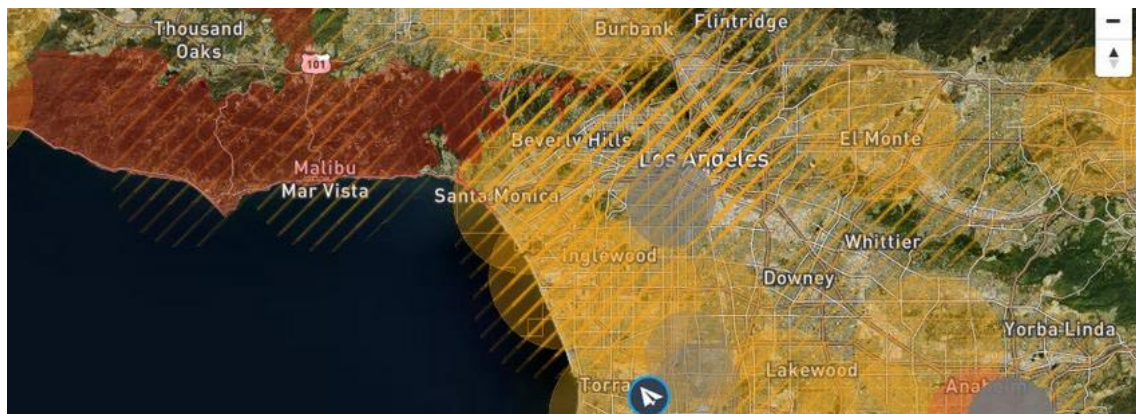 Thousand
Oaks
Burbank
Flintridge
101
Beverly Hills
Los Angeles
El Monte
Malibu
Mar Vista
Santa Monica
Whittier
Inglewood
Downey
Yorba Linda
Torra
Lakewood
Anaheim